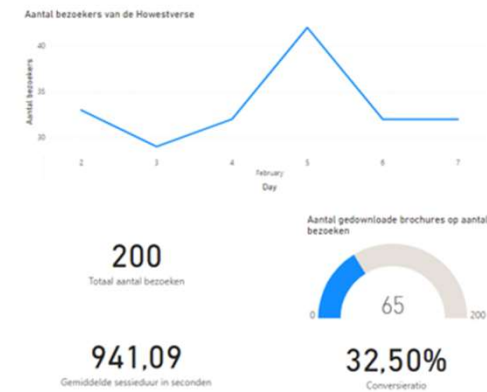 Aantal bezoekers van de Howestverse
Aantal bezoekers
40
35
30
2 3 4 5 6 7
February
Day
200
Totaal aantal bezoeken
Aantal gedownloade brochures op aantal
bezoeken
65
0 200
941,09
Gemiddelde sessieduur in seconden
32,50%
Conversieratio